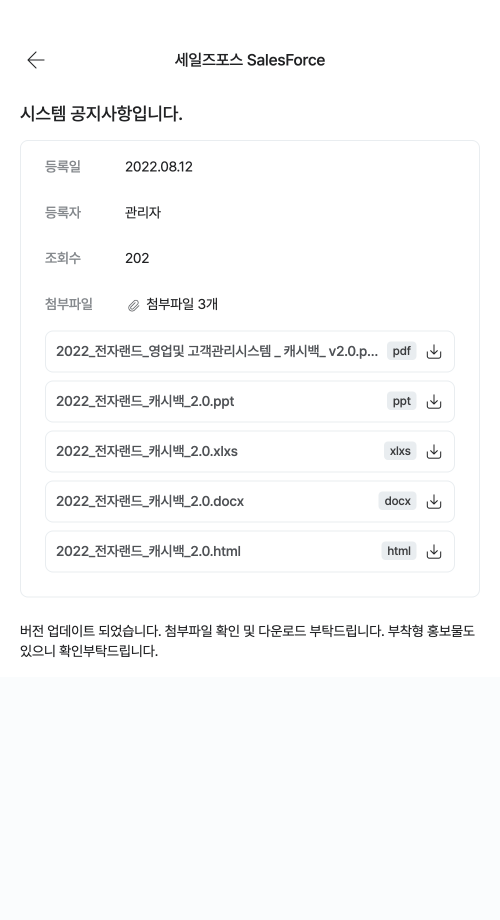 세일즈포스 SalesForce
시스템 공지사항입니다.
등록일 2022.08.12
등록자 관리자
조회수 202
첨부파일 첨부파일 3개
2022_전자랜드_영업및 고객관리시스템 _ 캐시백_ v2.0.p... pdf
2022_전자랜드_캐시백_2.0.ppt ppt
2022_전자랜드_캐시백_2.0.xlxs xlxs
2022_전자랜드_캐시백_2.0.docx docx
2022_전자랜드_캐시백_2.0.html html
버전 업데이트 되었습니다. 첨부파일 확인 및 다운로드 부탁드립니다. 부착형 홍보물도
있으니 확인부탁드립니다.